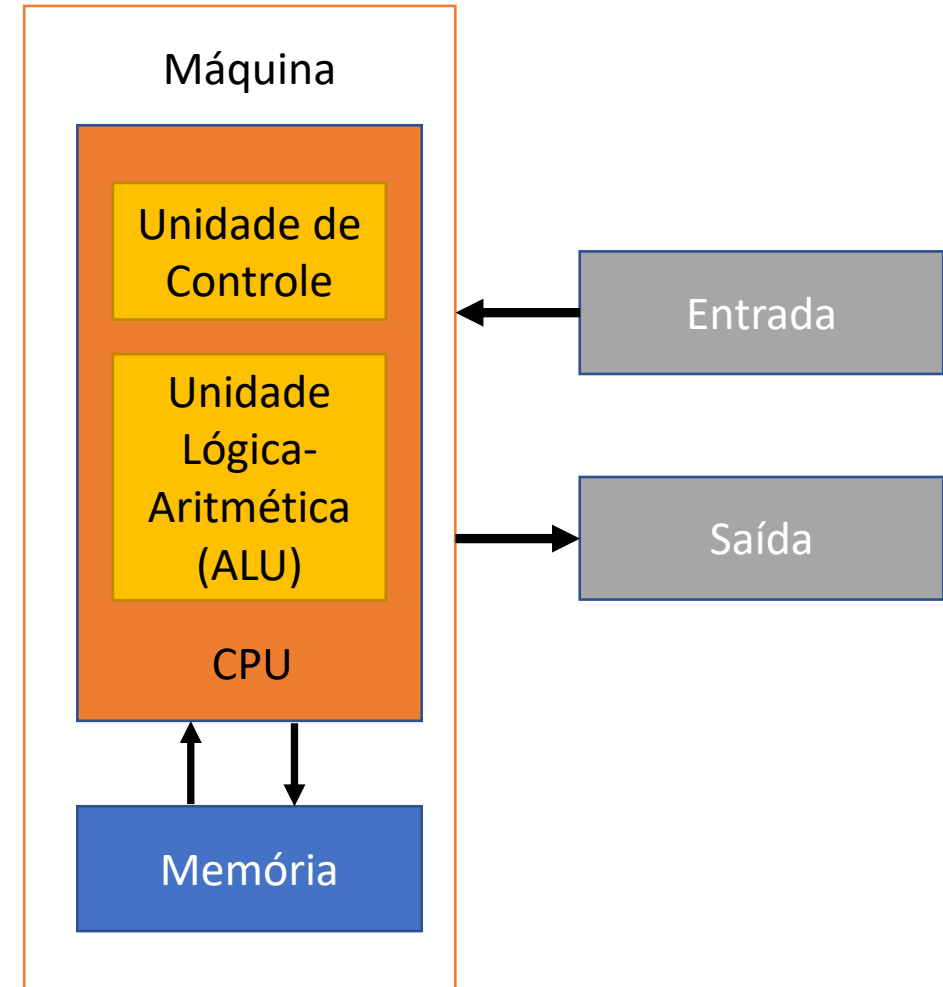 Máquina
Unidade de
Controle
Unidade
Lógica-
Aritmética
(ALU)
CPU
Memória
Entrada
Saída